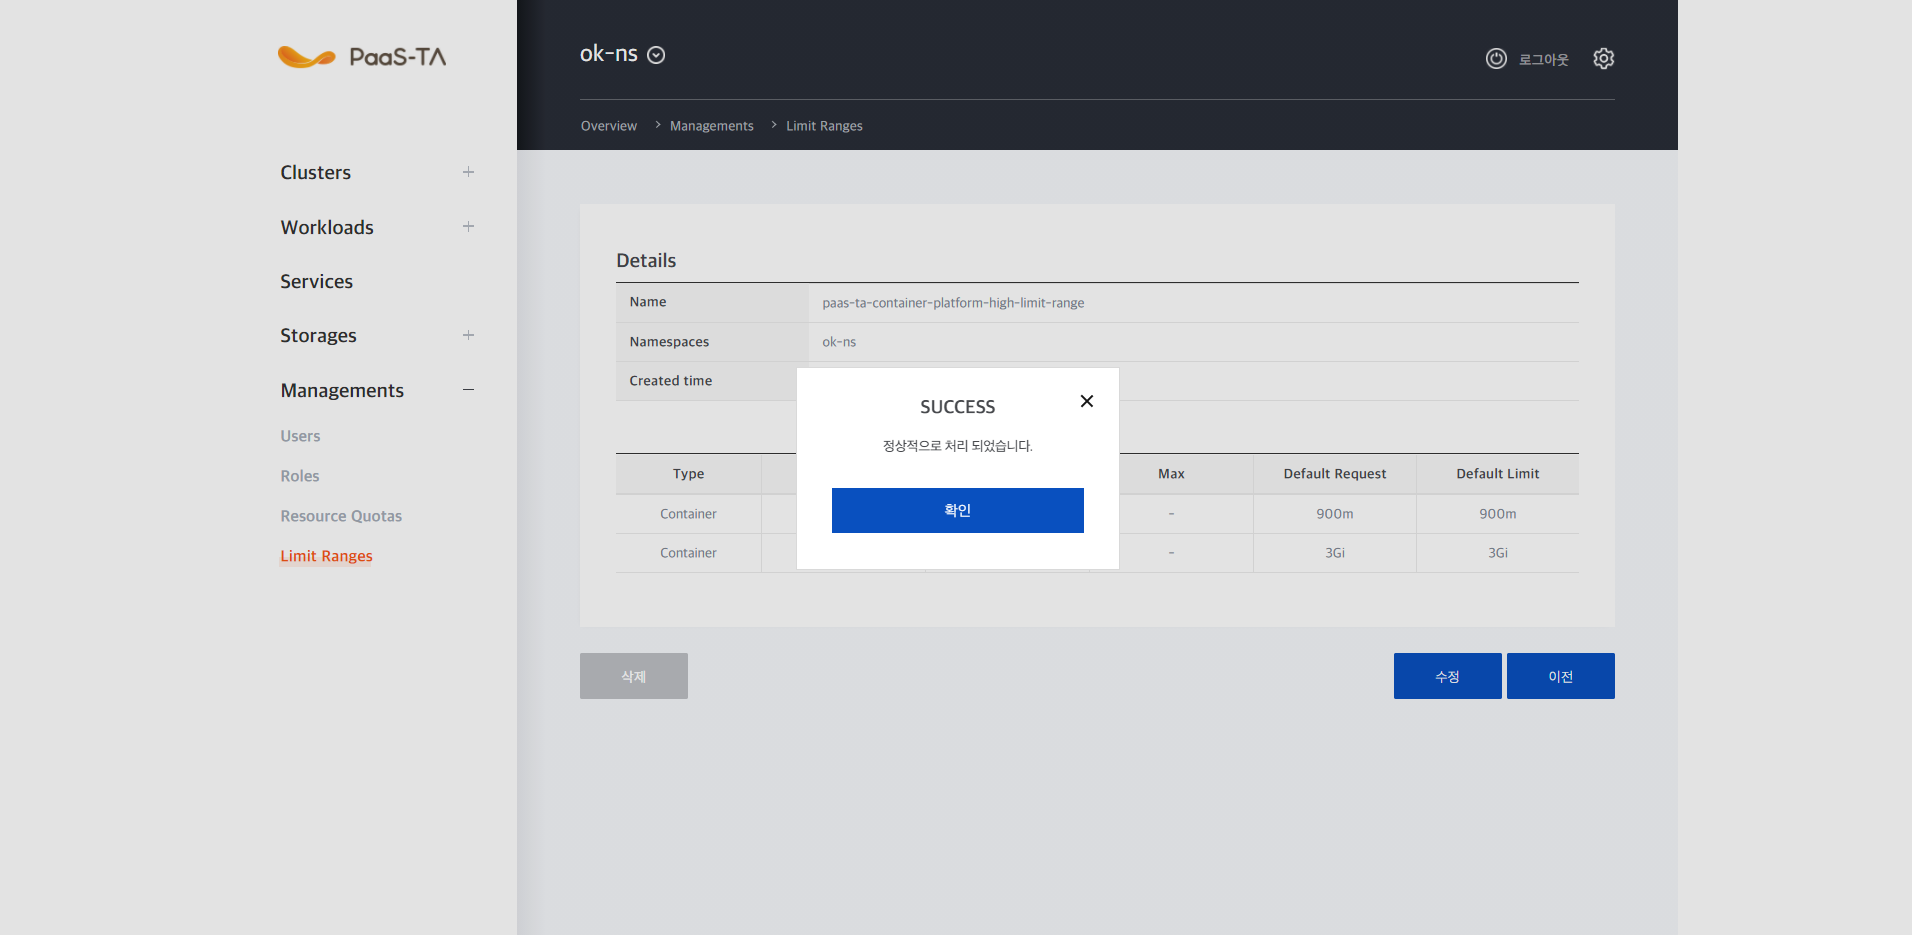 PaaS-TA
ok-ns
로그아웃
Overview > Managements > Limit Ranges
Clusters
Workloads
Services
Storages
Managements
Users
Roles
Resource Quotas
Limit Ranges
Details
Name paas-ta-container-platform-high-limit-range
Namespaces ok-ns
Created time
SUCCESS
정상적으로 처리 되었습니다.
확인
Type Max Default Request Default Limit
Container - 900m 900m
Container - 3Gi 3Gi
삭제 수정 이전